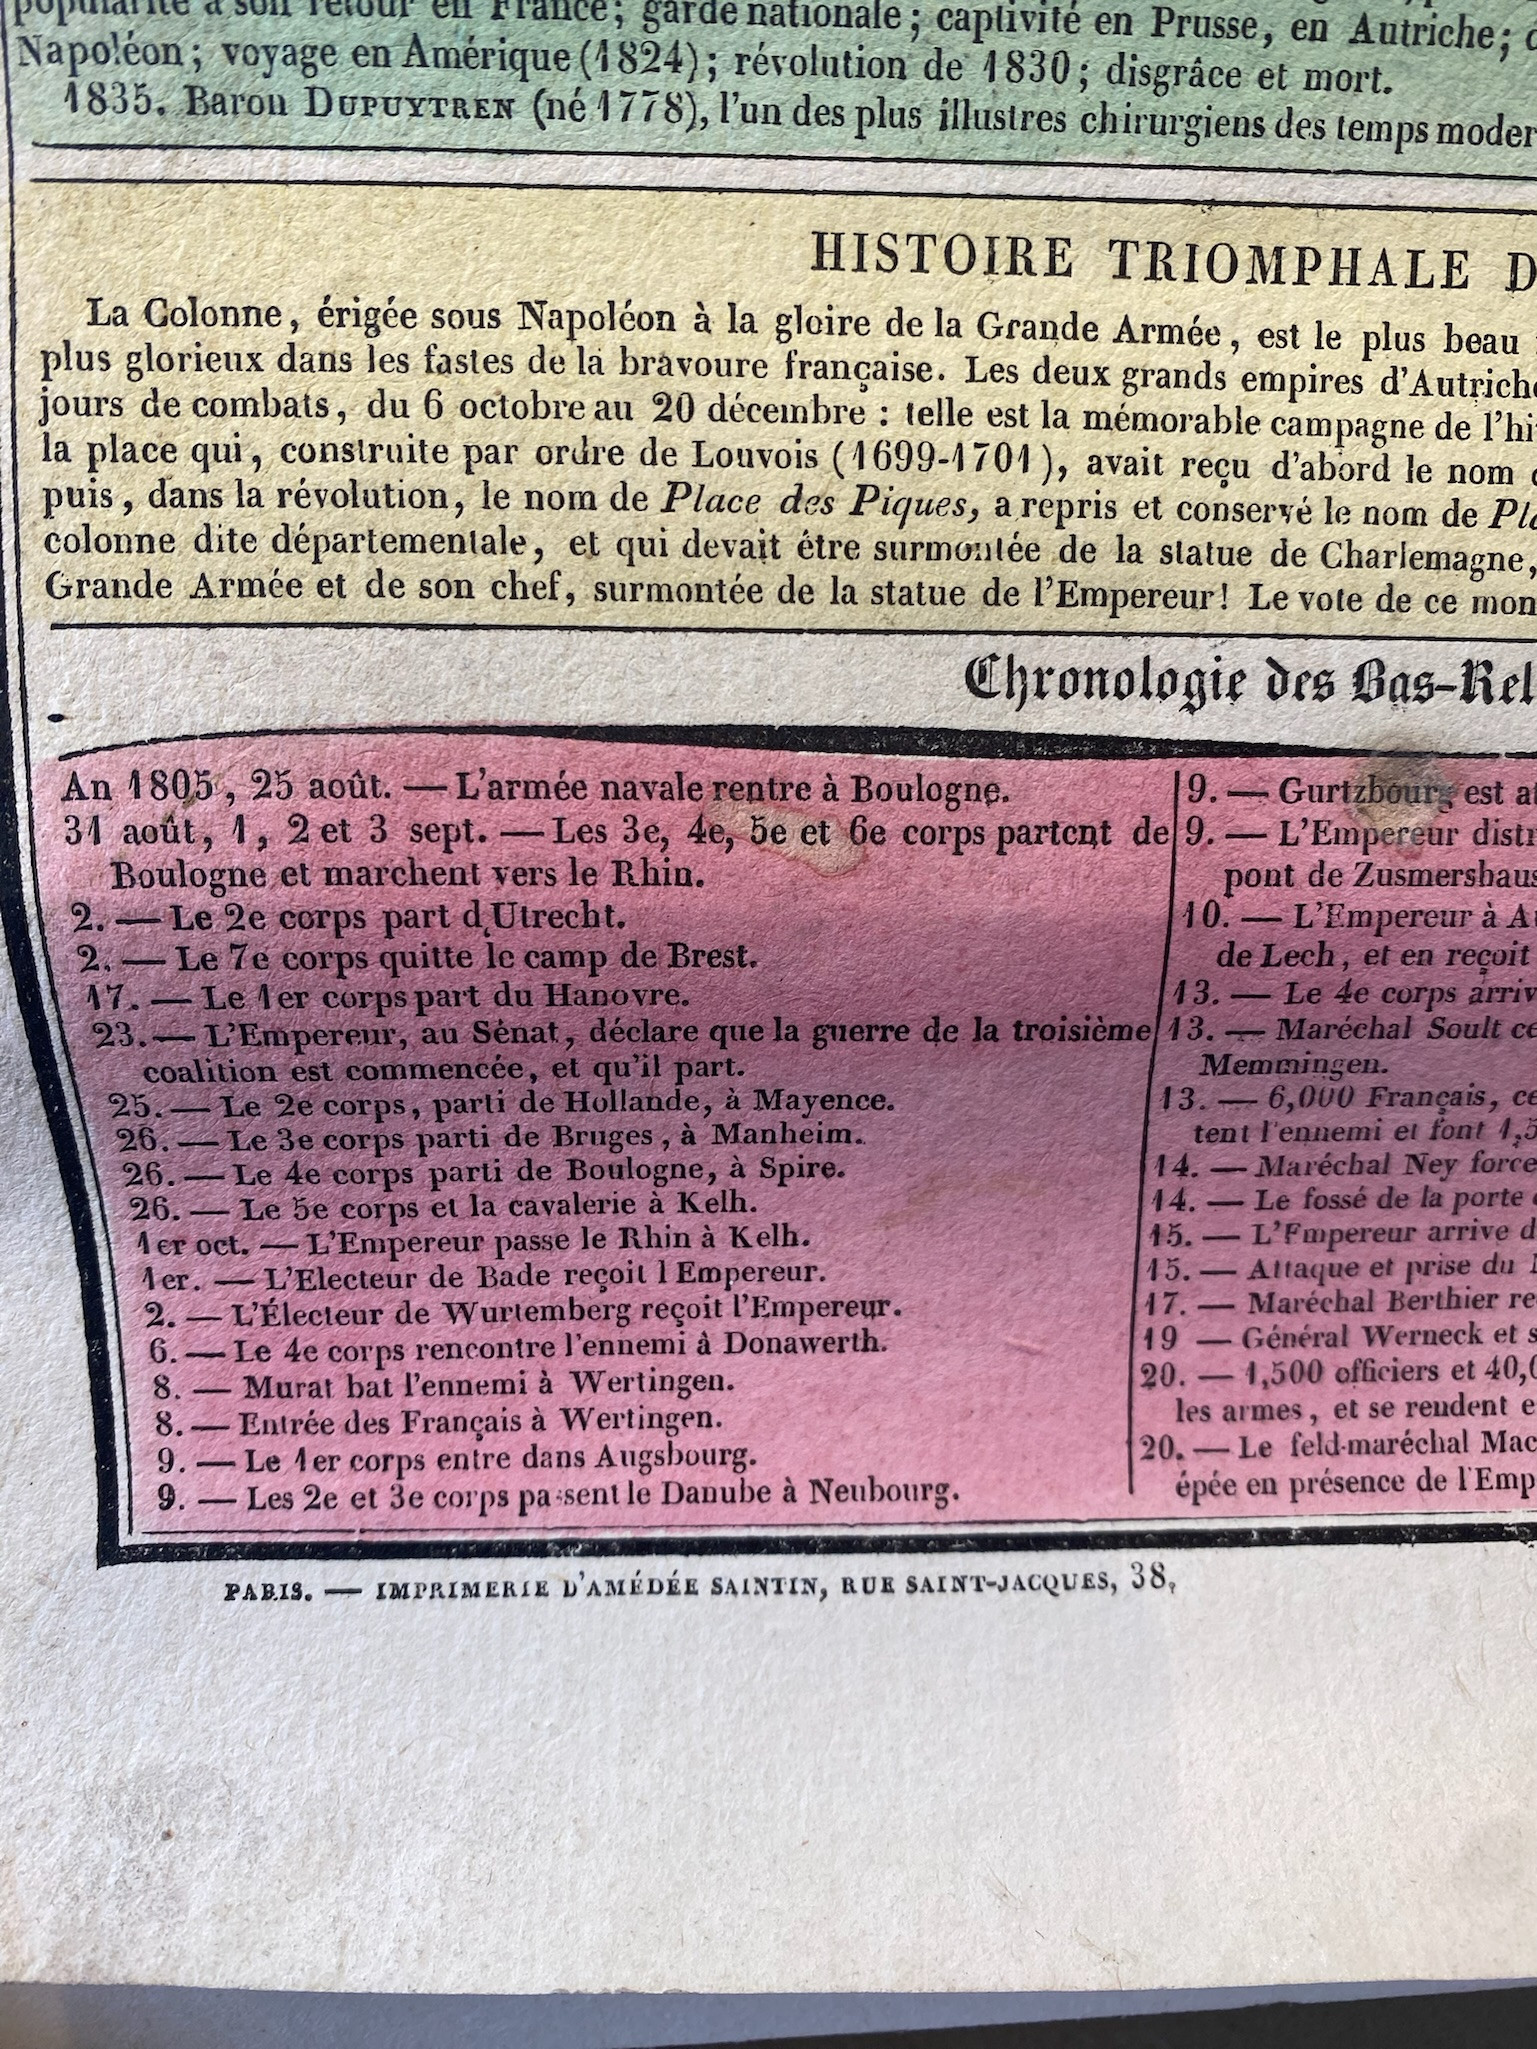 popularité à son retour en France; garde nationale; captivité en Prusse, en Autriche;
Napoléon; voyage en Amérique (1824); révolution de 1830; disgrâce et mort.
1835. Baron DUPUYTREN (né 1778), l'un des plus illustres chirurgiens des temps moder
HISTOIRE TRIOMPHALE D
La Colonne, érigée sous Napoléon à la gloire de la Grande Armée, est le plus beau
plus glorieux dans les fastes de la bravoure française. Les deux grands empires d'Autriche
jours de combats, du 6 octobre au 20 décembre : telle est la mémorable campagne de l'hi
la place qui, construite par ordre de Louvois (1699-1701), avait reçu d'abord le nom
puis, dans la révolution, le nom de Place des Piques, a repris et conservé le nom de Pla
colonne dite départementale, et qui devait être surmontée de la statue de Charlemagne,
Grande Armée et de son chef, surmontée de la statue de l'Empereur! Le vote de ce mon
Chronologie des Bas-Rel
An 1805, 25 août. — L'armée navale rentre à Boulogne.
31 août, 1, 2 et 3 sept. — Les 3e, 4e, 5e et 6e corps partent de
Boulogne et marchent vers le Rhin.
2. — Le 2e corps part d'Utrecht.
2. — Le 7e corps quitte le camp de Brest.
17. — Le 1er corps part du Hanovre.
23. — L'Empereur, au Sénat, déclare que la guerre de la troisième
coalition est commencée, et qu'il part.
25. — Le 2e corps, parti de Hollande, à Mayence.
26. — Le 3e corps parti de Bruges, à Manheim.
26. — Le 4e corps parti de Boulogne, à Spire.
26. — Le 5e corps et la cavalerie à Kelh.
1er oct. — L'Empereur passe le Rhin à Kelh.
1er. — L'Electeur de Bade reçoit l Empereur.
2. — L'Électeur de Wurtemberg reçoit l'Empereur.
6. — Le 4e corps rencontre l'ennemi à Donawerth.
8. — Murat bat l'ennemi à Wertingen.
8. — Entrée des Français à Wertingen.
9. — Le 1er corps entre dans Augsbourg.
9. — Les 2e et 3e corps passent le Danube à Neubourg.
9. — Gurtzbourg est at
9. — L'Empereur distr
pont de Zusmershaus
10. — L'Empereur à A
de Lech, et en reçoit
13. — Le 4e corps arriv
13. — Maréchal Soult ce
Memmingen.
13. — 6,000 Français, ce
tent l'ennemi et font 1,5
14. — Maréchal Ney force
14. — Le fossé de la porte
15. — L'Empereur arrive d
15. — Attaque et prise du
17. — Maréchal Berthier re
19 — Général Werneck et s
20. — 1,500 officiers et 40,0
les armes, et se rendent e
20. — Le feld-maréchal Mac
épée en présence de l'Emp
PARIS. — IMPRIMERIE D'AMÉDÉE SAINTIN, RUE SAINT-JACQUES, 38,